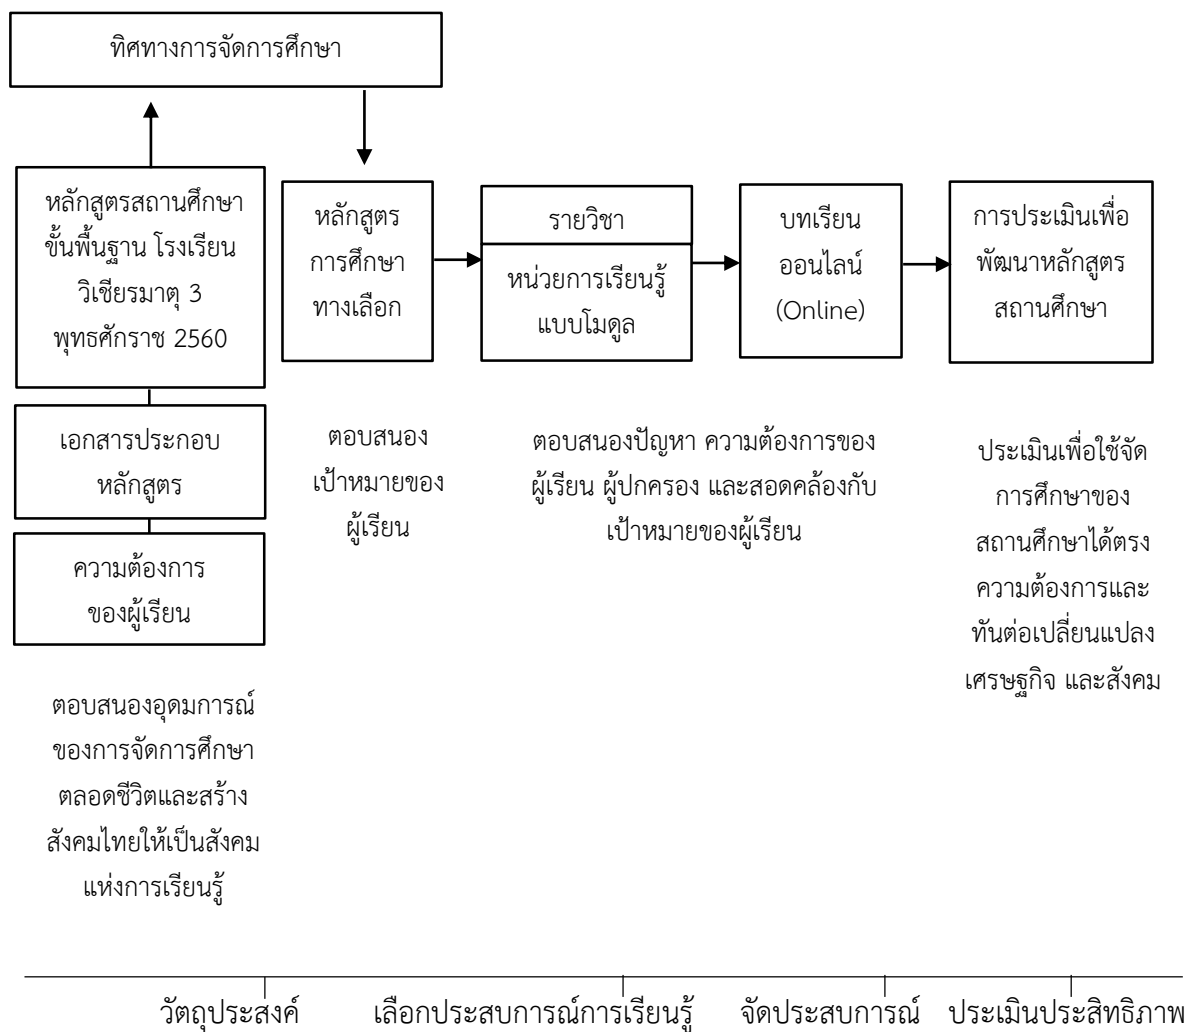 ทิศทางการจัดการศึกษา
หลักสูตรสถานศึกษา
ขั้นพื้นฐาน โรงเรียน
วิเชียรมาตุ 3
พุทธศักราช 2560
หลักสูตร
การศึกษา
ทางเลือก
รายวิชา
หน่วยการเรียนรู้
แบบโมดูล
บทเรียน
ออนไลน์
(Online)
การประเมินเพื่อ
พัฒนาหลักสูตร
สถานศึกษา
เอกสารประกอบ
หลักสูตร
ความต้องการ
ของผู้เรียน
ตอบสนองอุดมการณ์
ของการจัดการศึกษา
ตลอดชีวิตและสร้าง
สังคมไทยให้เป็นสังคม
แห่งการเรียนรู้
ตอบสนอง
เป้าหมายของ
ผู้เรียน
ตอบสนองปัญหา ความต้องการของ
ผู้เรียน ผู้ปกครอง และสอดคล้องกับ
เป้าหมายของผู้เรียน
ประเมินเพื่อใช้จัด
การศึกษาของ
สถานศึกษาได้ตรง
ความต้องการและ
ทันต่อเปลี่ยนแปลง
เศรษฐกิจ และสังคม
วัตถุประสงค์
เลือกประสบการณ์การเรียนรู้
จัดประสบการณ์
ประเมินประสิทธิภาพ